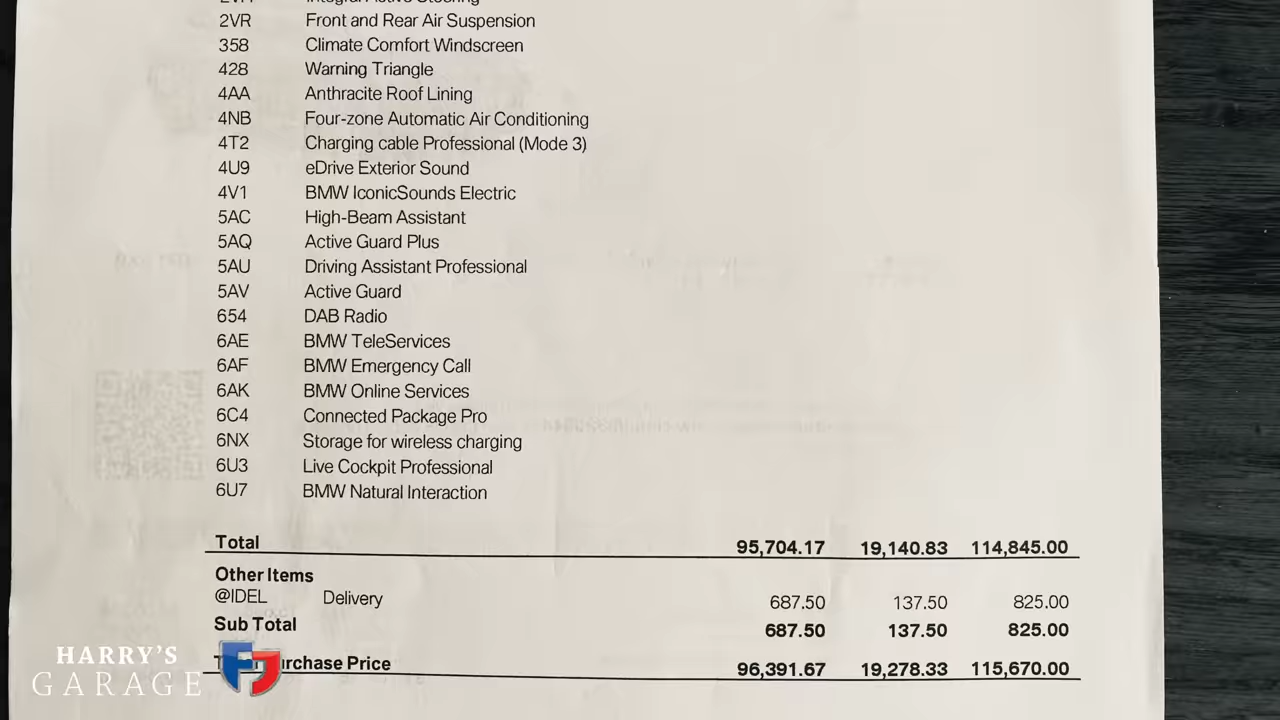 2VR Front and Rear Air Suspension
358 Climate Comfort Windscreen
428 Warning Triangle
4AA Anthracite Roof Lining
4NB Four-zone Automatic Air Conditioning
4T2 Charging cable Professional (Mode 3)
4U9 eDrive Exterior Sound
4V1 BMW IconicSounds Electric
5AC High-Beam Assistant
5AQ Active Guard Plus
5AU Driving Assistant Professional
5AV Active Guard
654 DAB Radio
6AE BMW TeleServices
6AF BMW Emergency Call
6AK BMW Online Services
6C4 Connected Package Pro
6NX Storage for wireless charging
6U3 Live Cockpit Professional
6U7 BMW Natural Interaction
Total 95,704.17 19,140.83 114,845.00
Other Items
@IDEL Delivery 687.50 137.50 825.00
Sub Total 687.50 137.50 825.00
Price 96,391.67 19,278.33 115,670.00
HARRY'S
GARAGE